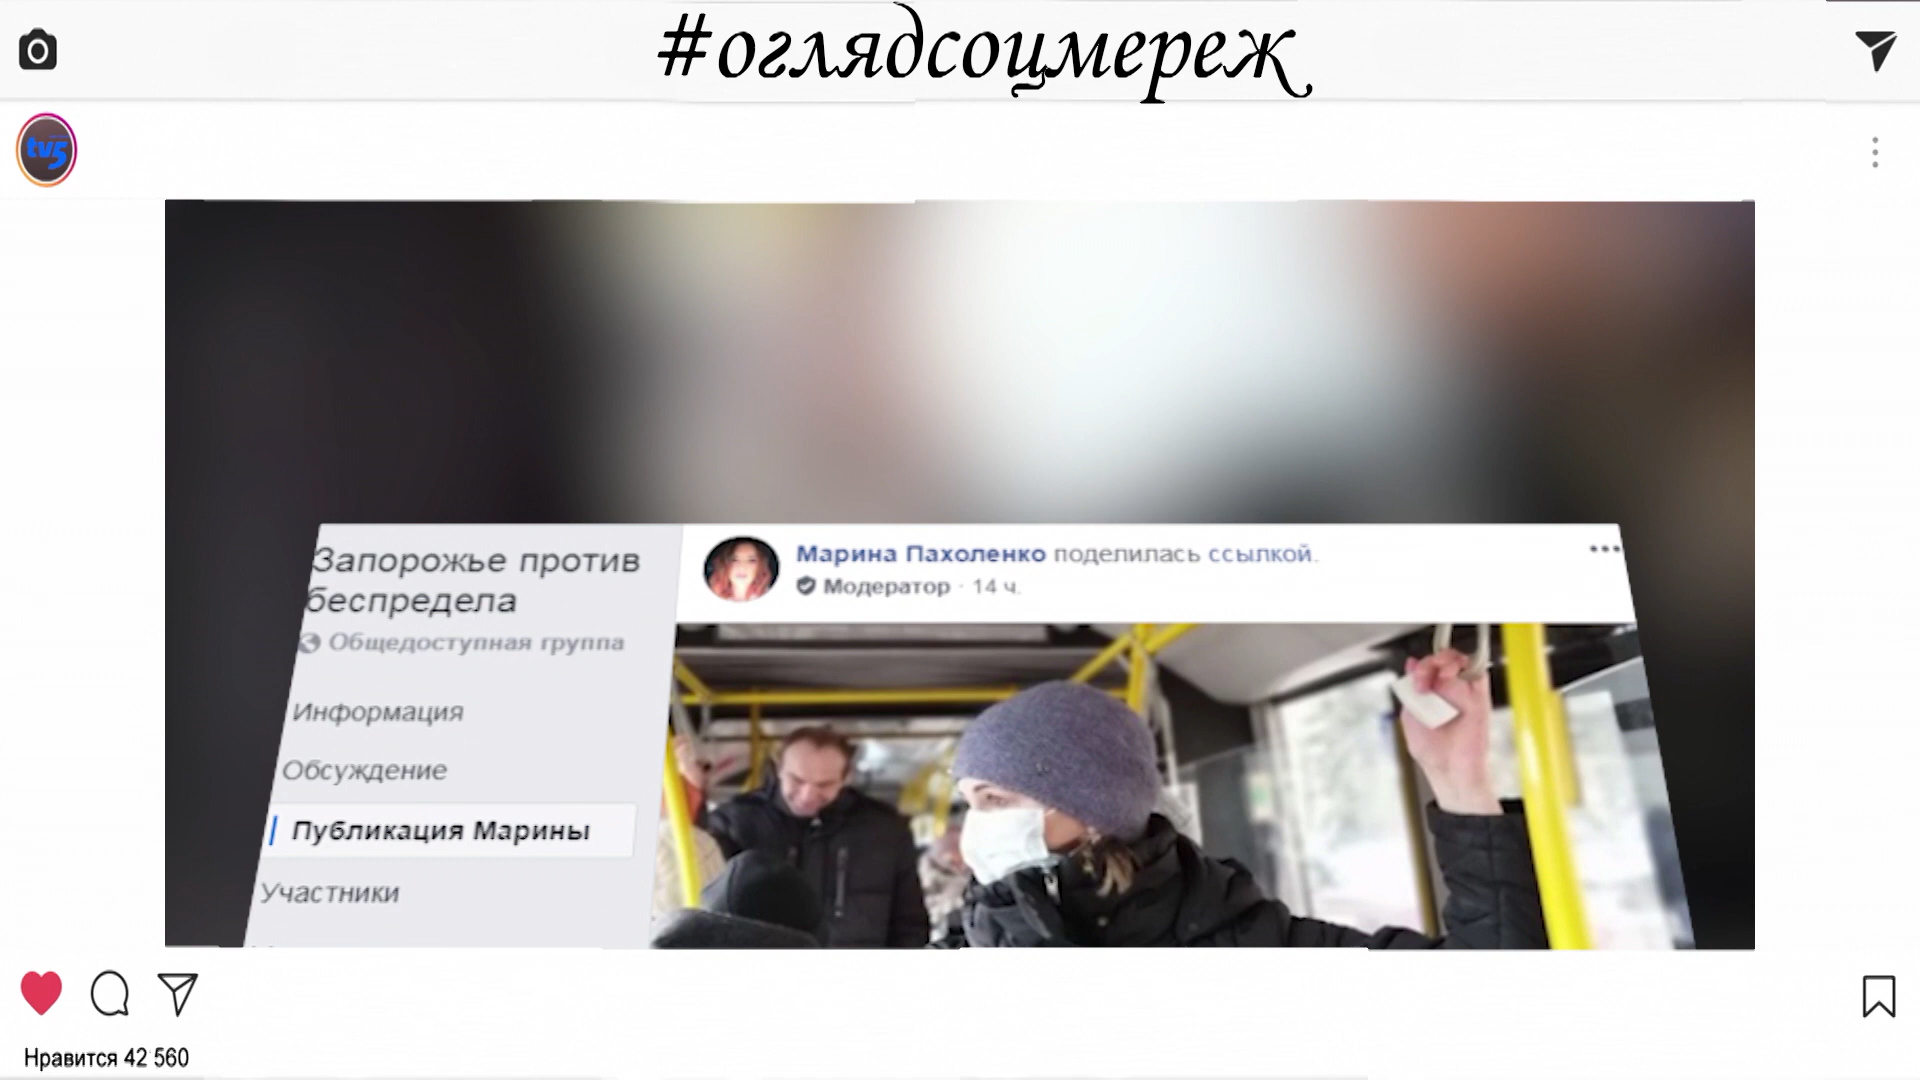 #оглядсоцмереж
tv5
Запорожье против
беспредела
Общедоступная группа
Информация
Обсуждение
Публикация Марины
Участники
Марина Пахоленко поделилась ссылкой.
Модератор · 14 ч.
Нравится 42 560